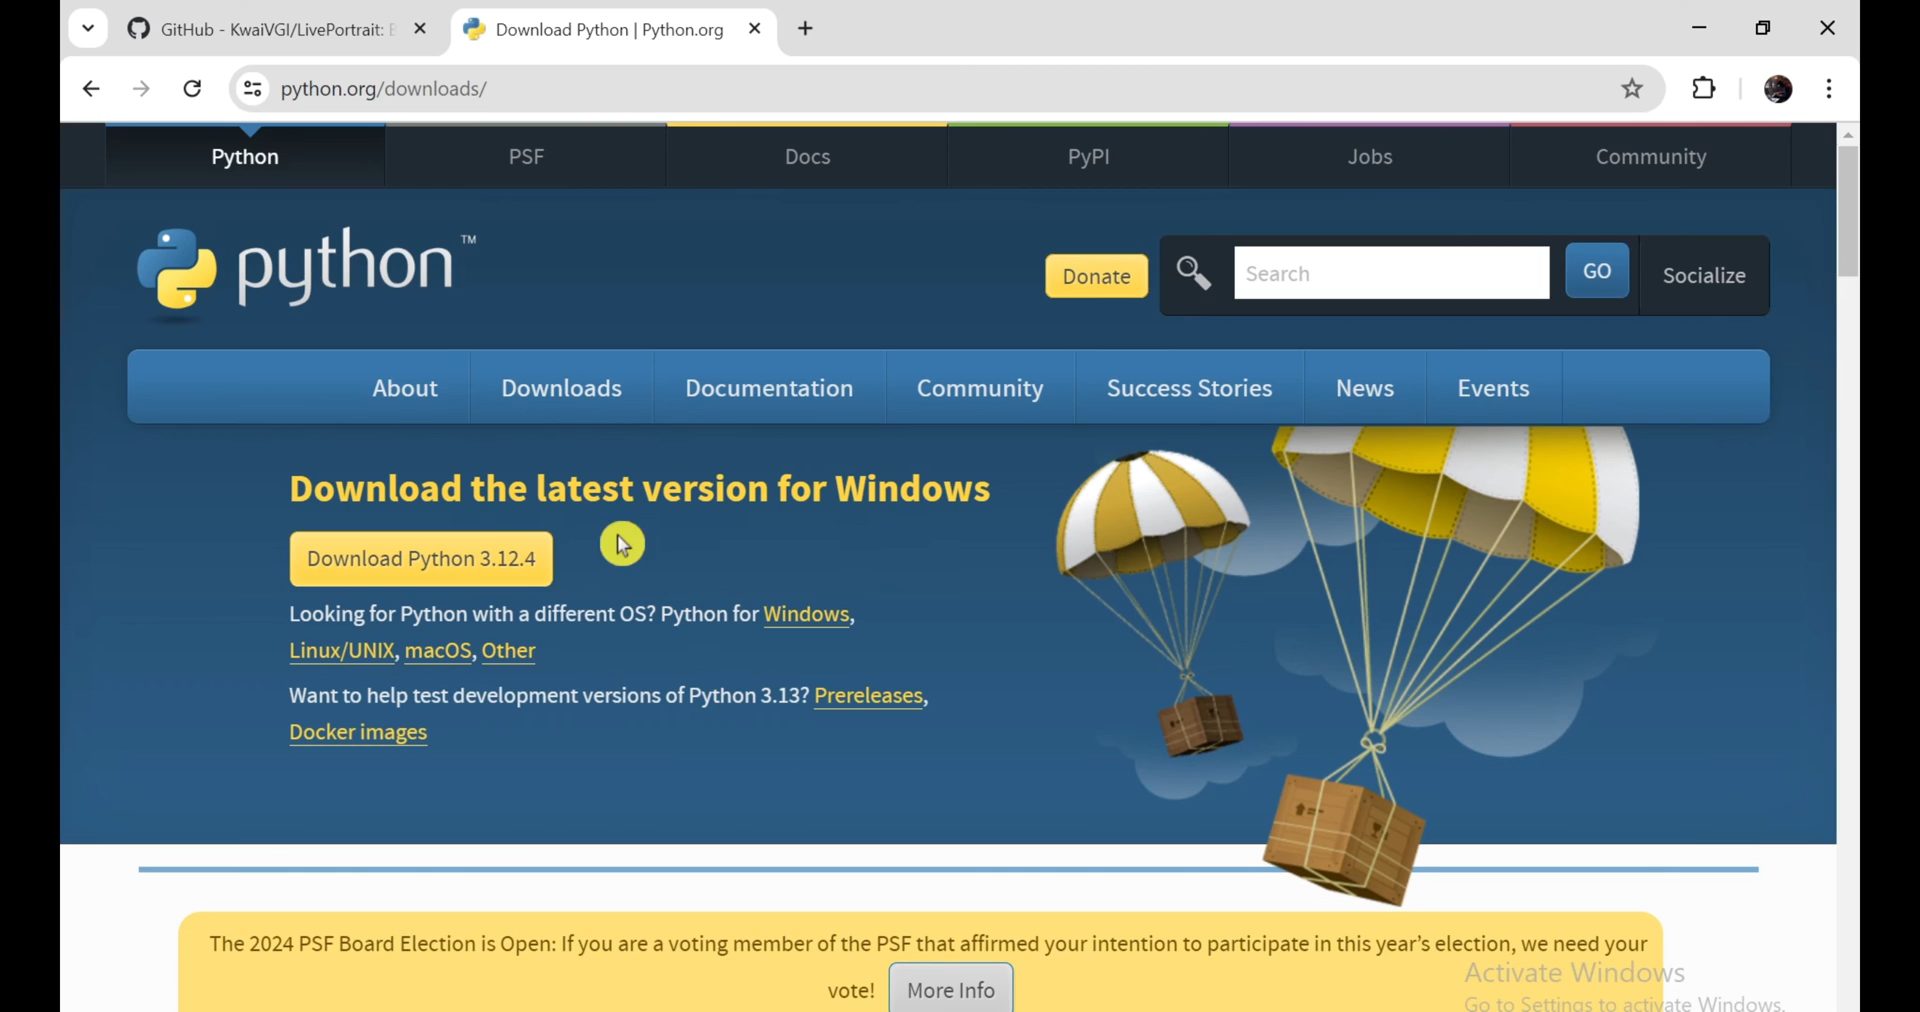 GitHub - KwaiVGI/LivePortrait: B
Download Python | Python.org
python.org/downloads/
Python PSF Docs PyPI Jobs Community
python™
Donate
Search
GO
Socialize
About Downloads Documentation Community Success Stories News Events
Download the latest version for Windows
Download Python 3.12.4
Looking for Python with a different OS? Python for Windows,
Linux/UNIX, macOS, Other
Want to help test development versions of Python 3.13? Prereleases,
Docker images
The 2024 PSF Board Election is Open: If you are a voting member of the PSF that affirmed your intention to participate in this year's election, we need your
vote! More Info
Activate Windows
Go to Settings to activate Windows.